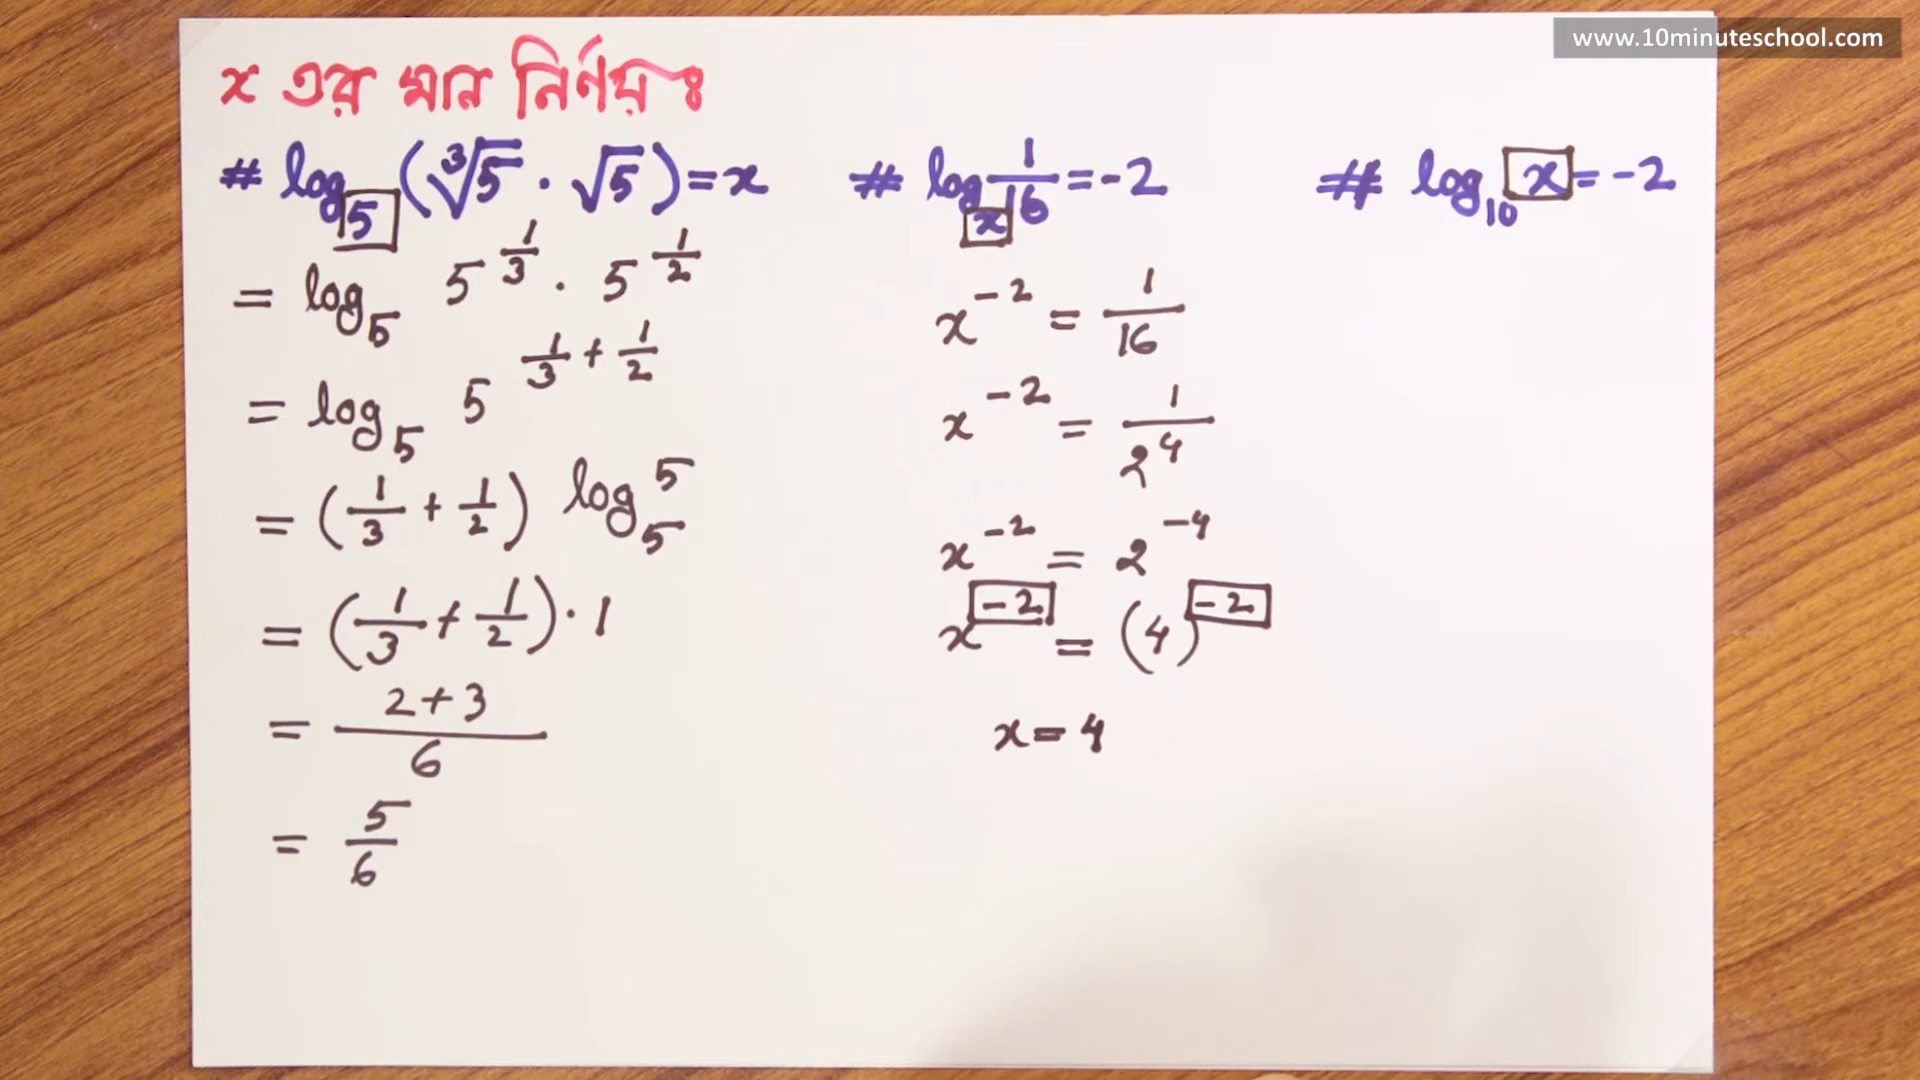 www.10minuteschool.com
x এর মান নির্ণয়ঃ
# log₅(∛5 · √5) = x
= log₅ 5^(1/3) · 5^(1/2)
= log₅ 5^(1/3 + 1/2)
= (1/3 + 1/2) log₅ 5
= (1/3 + 1/2) · 1
= (2+3)/6
= 5/6
# logₓ 1/16 = -2
x^-2 = 1/16
x^-2 = 1/2^4
x^-2 = 2^-4
x^-2 = (4)^-2
x = 4
# log₁₀ x = -2